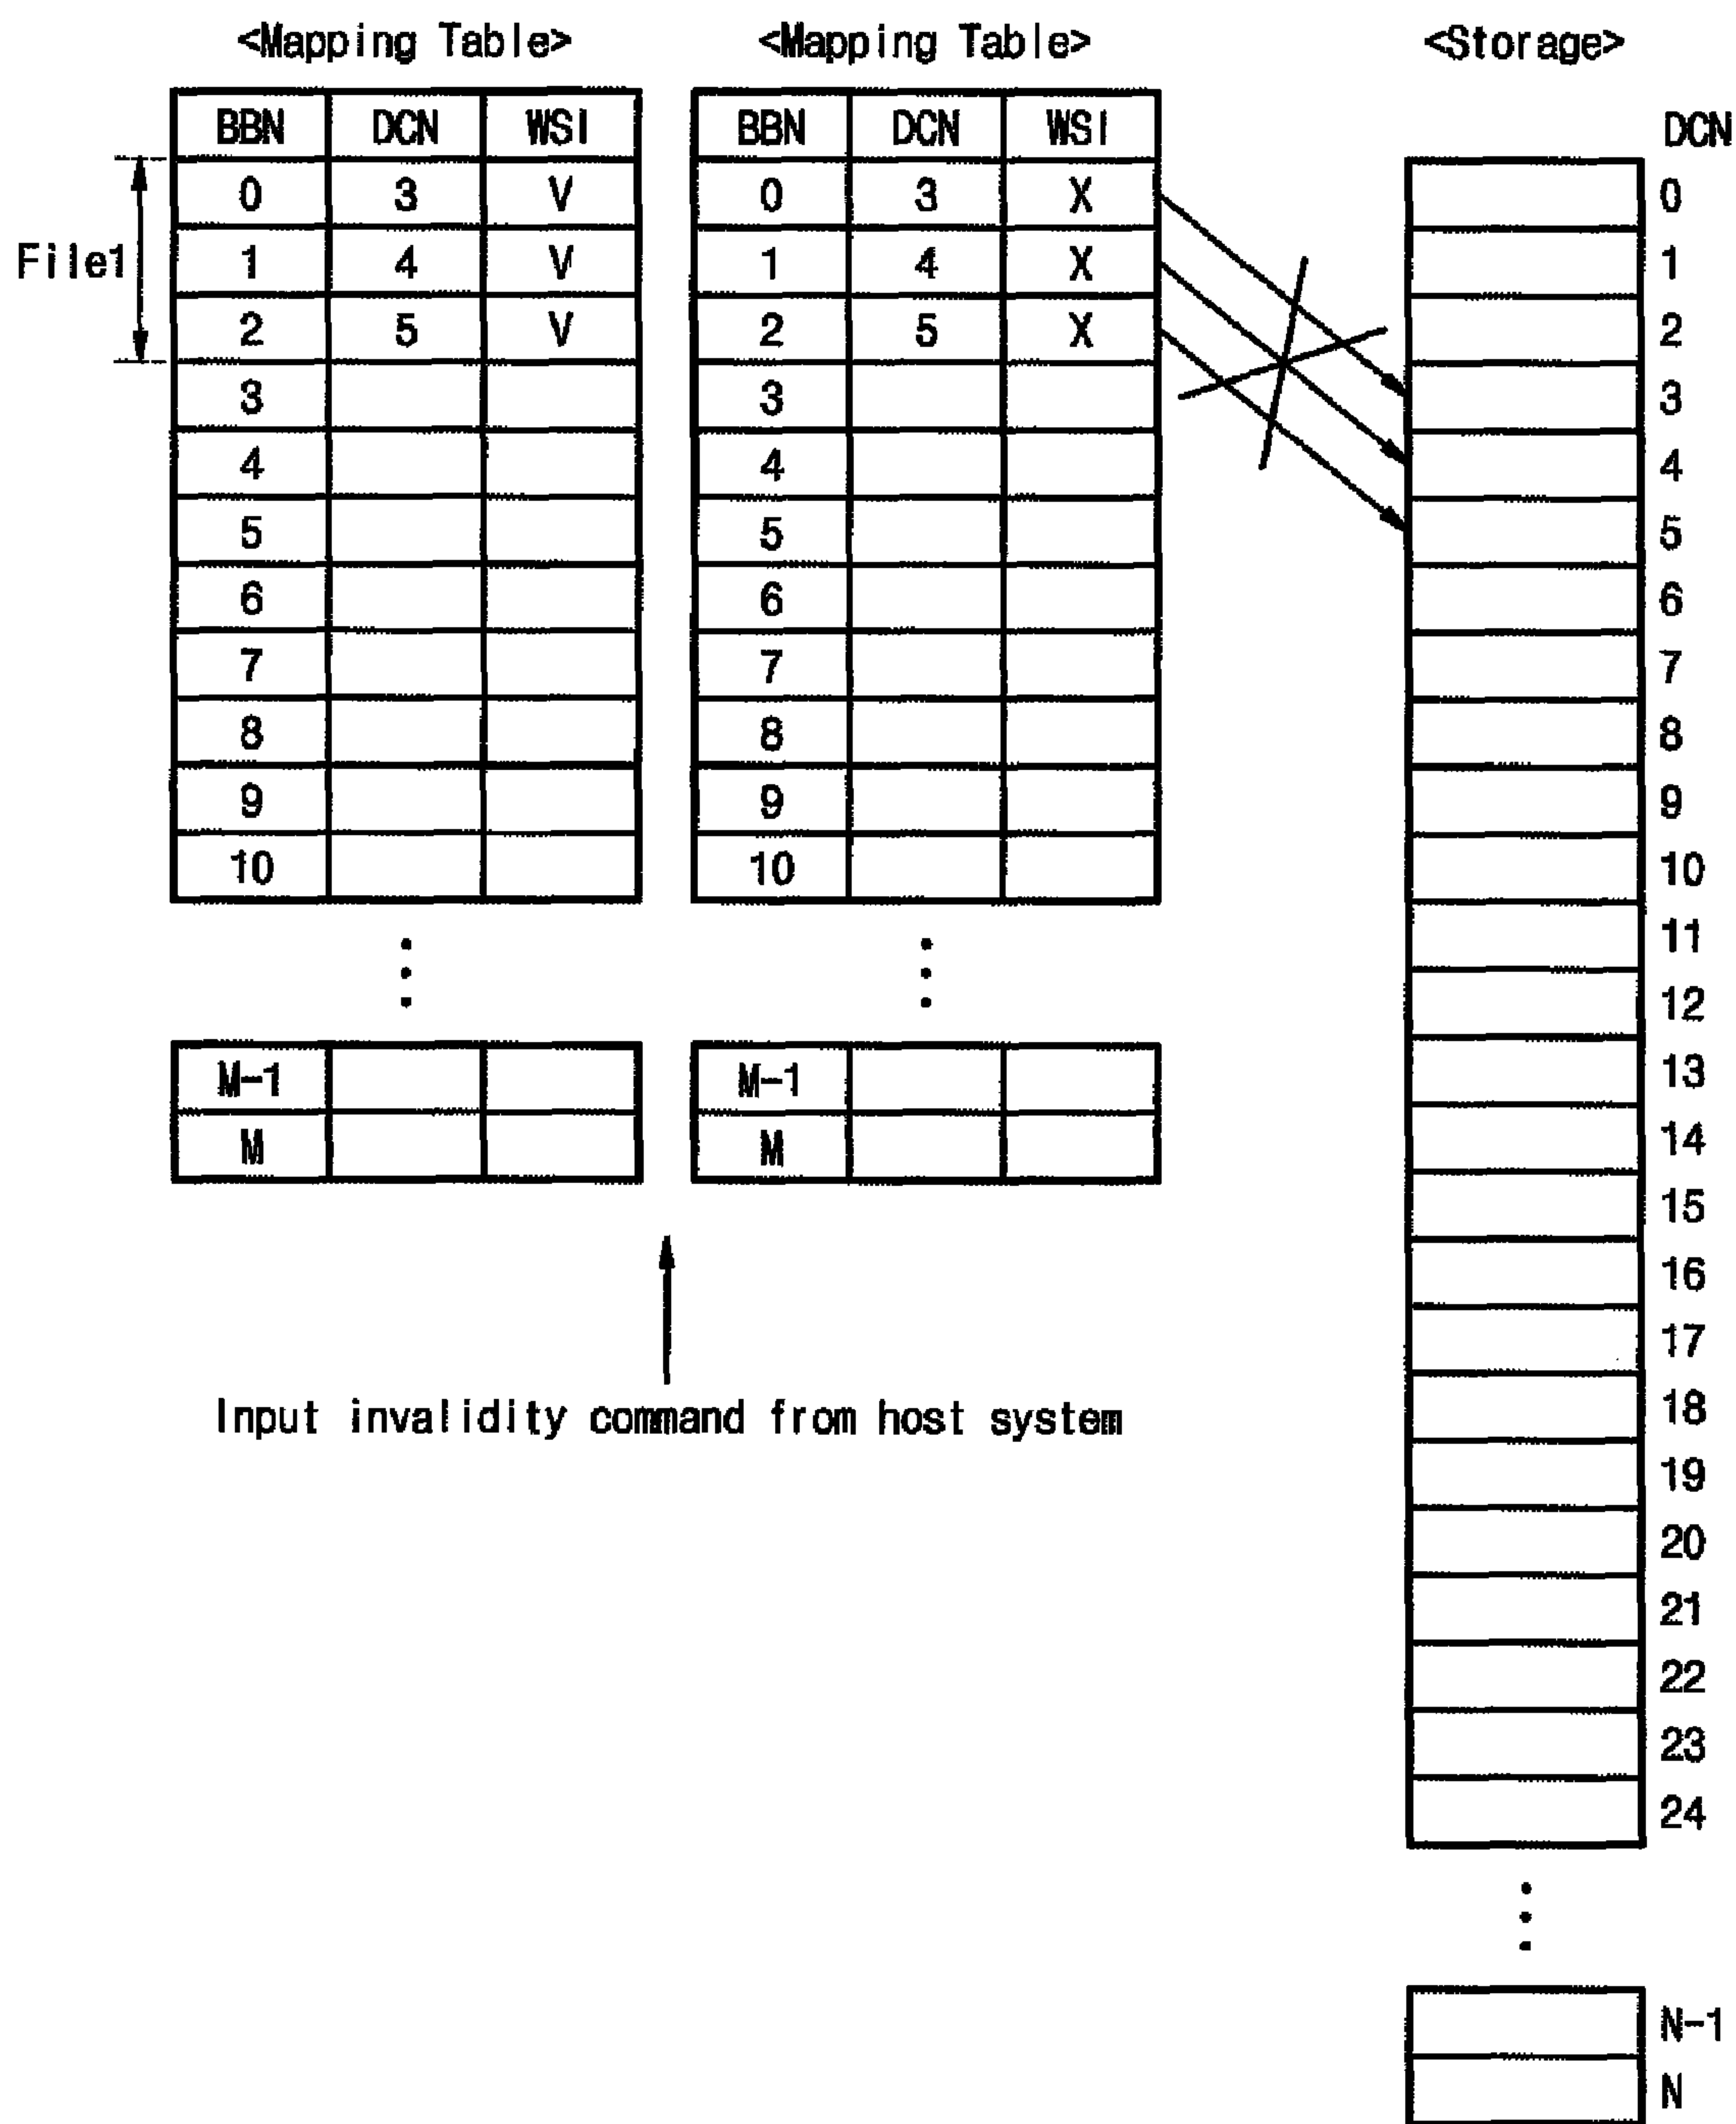 <Mapping Table> <Mapping Table> <Storage>
BBN DCN WSI BBN DCN WSI DCN
0 3 V 0 3 X 0
File1 1 4 V 1 4 X 1
2 5 V 2 5 X 2
3 3 3
4 4 4
5 5 5
6 6 6
7 7 7
8 8 8
9 9 9
10 10 10
11
12
M-1 M-1 13
M M 14
15
16
17
Input invalidity command from host system 18
19
20
21
22
23
24
N-1
N